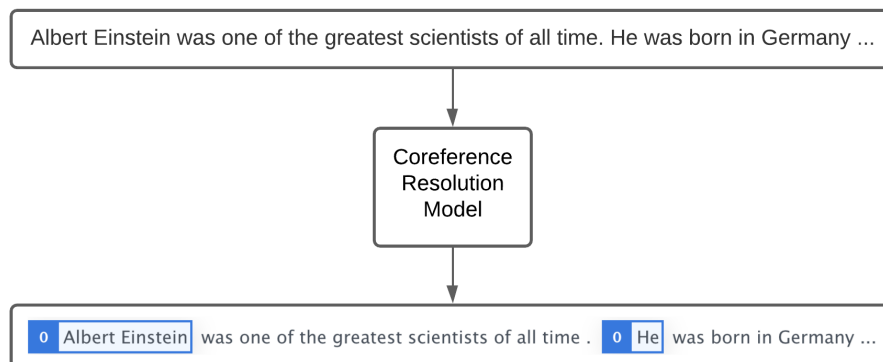 Albert Einstein was one of the greatest scientists of all time. He was born in Germany ...
Coreference
Resolution
Model
0 Albert Einstein was one of the greatest scientists of all time . 0 He was born in Germany ...